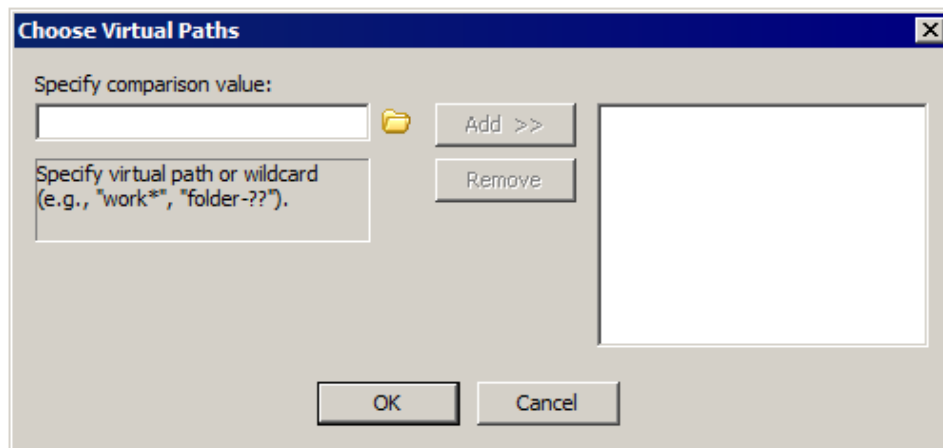 Choose Virtual Paths
Specify comparison value:
Add >>
Specify virtual path or wildcard
(e.g., "work*", "folder-??").
Remove
OK
Cancel